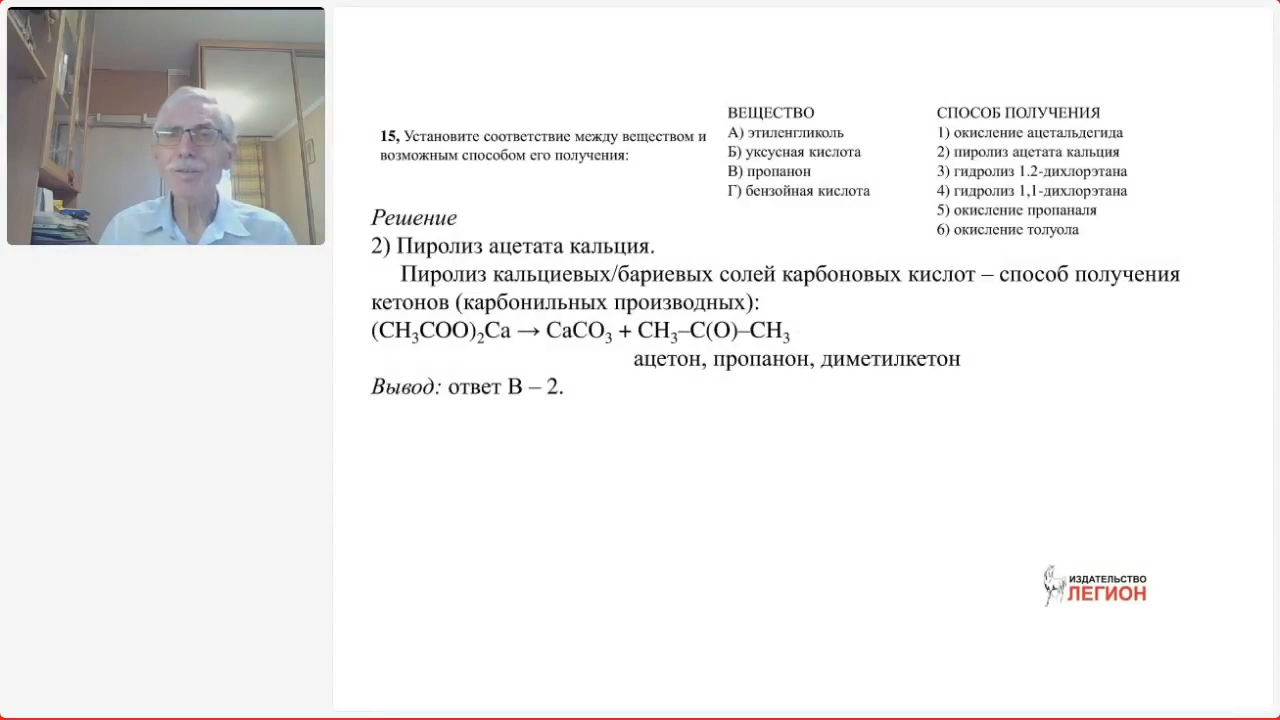 15, Установите соответствие между веществом и
возможным способом его получения:
ВЕЩЕСТВО
А) этиленгликоль
Б) уксусная кислота
В) пропанон
Г) бензойная кислота
СПОСОБ ПОЛУЧЕНИЯ
1) окисление ацетальдегида
2) пиролиз ацетата кальция
3) гидролиз 1.2-дихлорэтана
4) гидролиз 1,1-дихлорэтана
5) окисление пропаналя
6) окисление толуола
Решение
2) Пиролиз ацетата кальция.
Пиролиз кальциевых/бариевых солей карбоновых кислот – способ получения
кетонов (карбонильных производных):
(CH₃COO)₂Ca → CaCO₃ + CH₃–C(O)–CH₃
ацетон, пропанон, диметилкетон
Вывод: ответ В – 2.
ИЗДАТЕЛЬСТВО
ЛЕГИОН